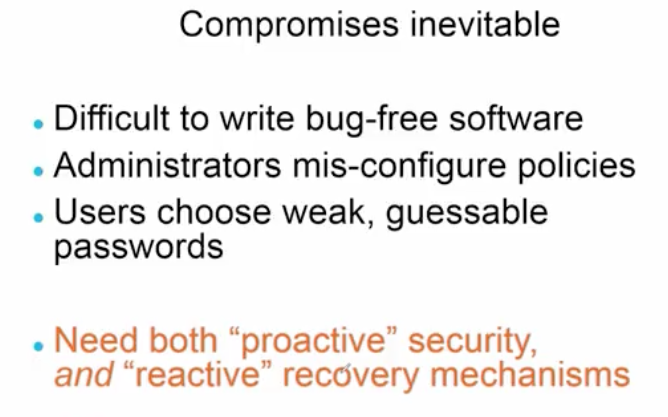 Compromises inevitable
• Difficult to write bug-free software
• Administrators mis-configure policies
• Users choose weak, guessable
passwords
• Need both “proactive” security,
and “reactive” recovery mechanisms